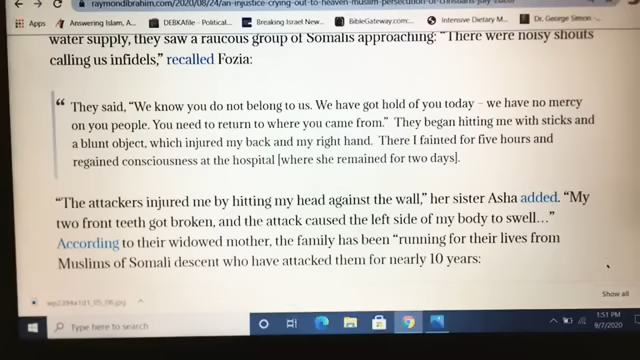 raymondibrahim.com/2020/08/24/an-injustice-crying-out-to-heaven-muslim-persecution-of-christians-july-2020/
Apps Answering Islam, A... DEBKAfile - Political... Breaking Israel New... BibleGateway.com:... Intensive Dietary M... Dr. George Simon -...
water supply, they saw a raucous group of Somalis approaching: “There were noisy shouts
calling us infidels,” recalled Fozia:
“ They said, “We know you do not belong to us. We have got hold of you today – we have no mercy
on you people. You need to return to where you came from.” They began hitting me with sticks and
a blunt object, which injured my back and my right hand. There I fainted for five hours and
regained consciousness at the hospital [where she remained for two days].
“The attackers injured me by hitting my head against the wall,” her sister Asha added. “My
two front teeth got broken, and the attack caused the left side of my body to swell…”
According to their widowed mother, the family has been “running for their lives from
Muslims of Somali descent who have attacked them for nearly 10 years:
Show all
Type here to search
1:51 PM
9/7/2020